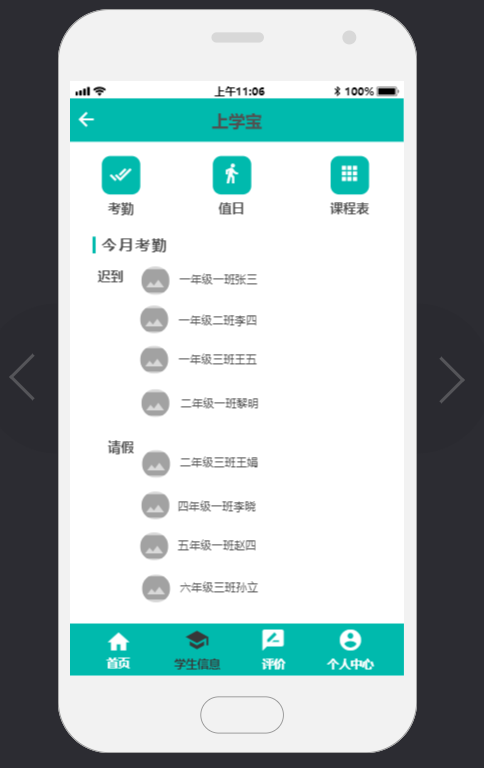 上午11:06
100%
上学宝
考勤
值日
课程表
今月考勤
迟到
一年级一班张三
一年级二班李四
一年级三班王五
二年级一班黎明
请假
二年级三班王娟
四年级一班李晓
五年级一班赵四
六年级三班孙立
首页
学生信息
评价
个人中心